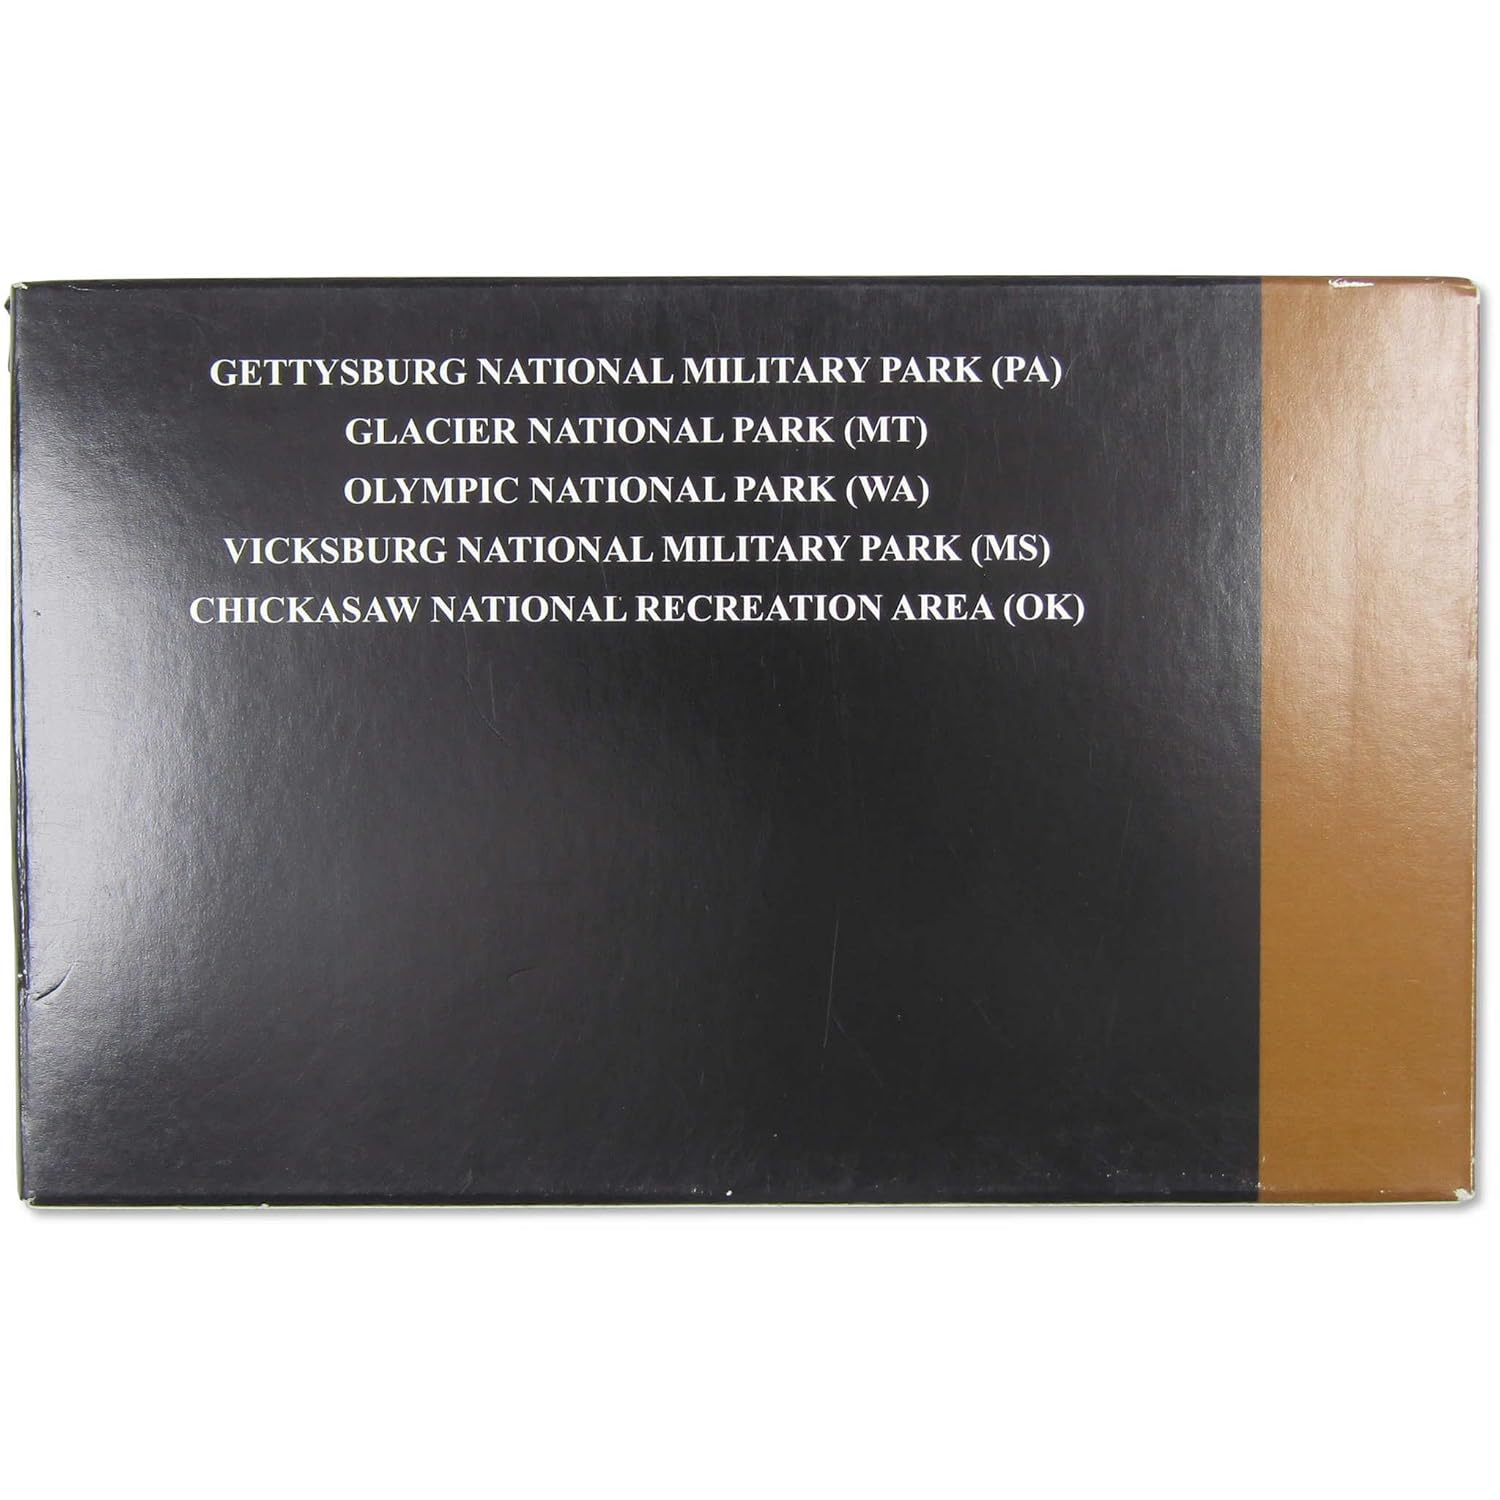 GETTYSBURG NATIONAL MILITARY PARK (PA)
GLACIER NATIONAL PARK (MT)
OLYMPIC NATIONAL PARK (WA)
VICKSBURG NATIONAL MILITARY PARK (MS)
CHICKASAW NATIONAL RECREATION AREA (OK)